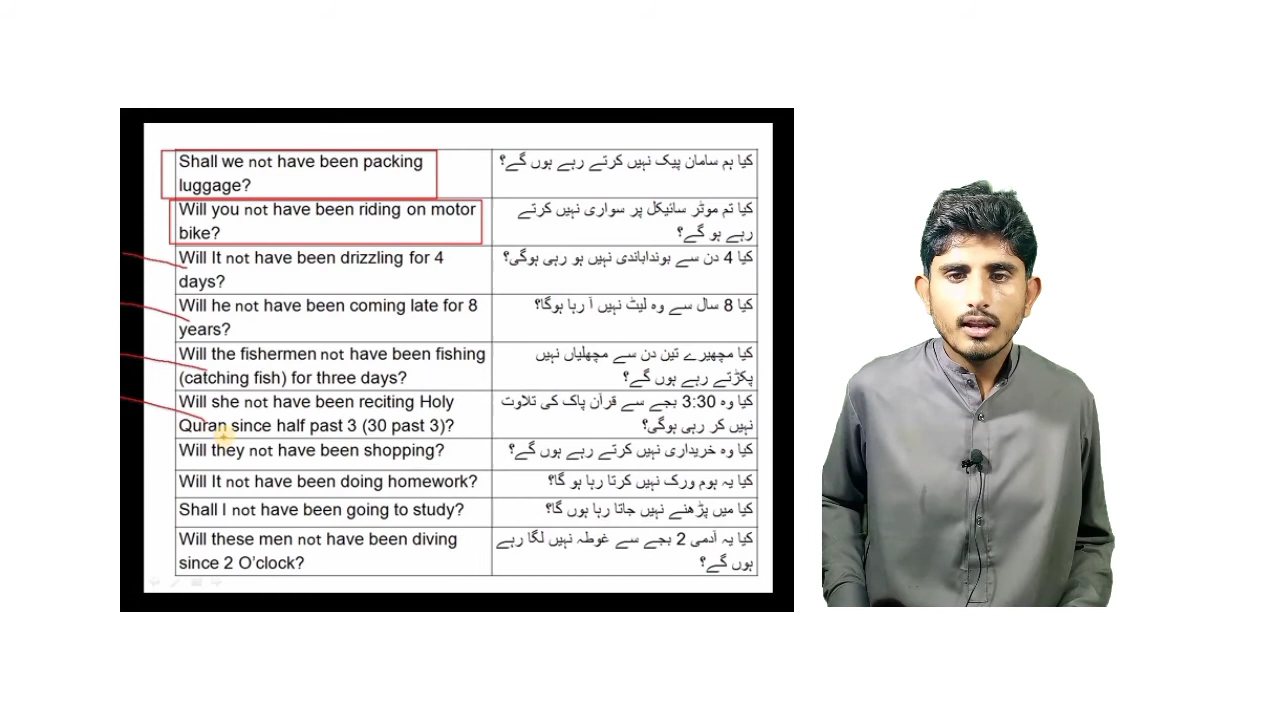 Shall we not have been packing
luggage?
کیا ہم سامان پیک نہیں کرتے رہے ہوں گے؟
Will you not have been riding on motor
bike?
کیا تم موٹر سائیکل پر سواری نہیں کرتے
رہے ہو گے؟
Will It not have been drizzling for 4
days?
کیا 4 دن سے بونداباندی نہیں ہو رہی ہوگی؟
Will he not have been coming late for 8
years?
کیا 8 سال سے وہ لیٹ نہیں آ رہا ہوگا؟
Will the fishermen not have been fishing
(catching fish) for three days?
کیا مچھیرے تین دن سے مچھلیاں نہیں
پکڑتے رہے ہوں گے؟
Will she not have been reciting Holy
Quran since half past 3 (30 past 3)?
کیا وہ 3:30 بجے سے قرآن پاک کی تلاوت
نہیں کر رہی ہوگی؟
Will they not have been shopping?
کیا وہ خریداری نہیں کرتے رہے ہوں گے؟
Will It not have been doing homework?
کیا یہ ہوم ورک نہیں کرتا رہا ہو گا؟
Shall I not have been going to study?
کیا میں پڑھنے نہیں جاتا رہا ہوں گا؟
Will these men not have been diving
since 2 O'clock?
کیا یہ آدمی 2 بجے سے غوطہ نہیں لگا رہے
ہوں گے؟